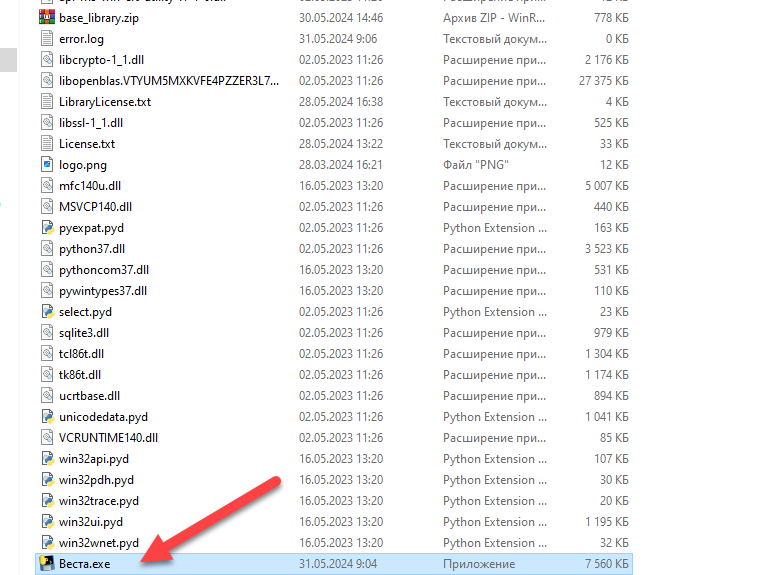 base_library.zip 30.05.2024 14:46 Архив ZIP - WinR... 778 КБ
error.log 31.05.2024 9:06 Текстовый докум... 0 КБ
libcrypto-1_1.dll 02.05.2023 11:26 Расширение при... 2 176 КБ
libopenblas.VTYUM5MXKVFE4PZZER3L7... 02.05.2023 11:26 Расширение при... 27 375 КБ
LibraryLicense.txt 28.05.2024 16:38 Текстовый докум... 4 КБ
libssl-1_1.dll 02.05.2023 11:26 Расширение при... 525 КБ
License.txt 28.05.2024 13:22 Текстовый докум... 33 КБ
logo.png 28.03.2024 16:21 Файл "PNG" 12 КБ
mfc140u.dll 16.05.2023 13:20 Расширение при... 5 007 КБ
MSVCP140.dll 02.05.2023 11:26 Расширение при... 440 КБ
pyexpat.pyd 02.05.2023 11:26 Python Extension ... 163 КБ
python37.dll 02.05.2023 11:26 Расширение при... 3 523 КБ
pythoncom37.dll 16.05.2023 13:20 Расширение при... 531 КБ
pywintypes37.dll 16.05.2023 13:20 Расширение при... 110 КБ
select.pyd 02.05.2023 11:26 Python Extension ... 23 КБ
sqlite3.dll 02.05.2023 11:26 Расширение при... 979 КБ
tcl86t.dll 02.05.2023 11:26 Расширение при... 1 304 КБ
tk86t.dll 02.05.2023 11:26 Расширение при... 1 174 КБ
ucrtbase.dll 02.05.2023 11:26 Расширение при... 894 КБ
unicodedata.pyd 02.05.2023 11:26 Python Extension ... 1 041 КБ
VCRUNTIME140.dll 02.05.2023 11:26 Расширение при... 85 КБ
win32api.pyd 16.05.2023 13:20 Python Extension ... 107 КБ
win32pdh.pyd 16.05.2023 13:20 Python Extension ... 30 КБ
win32trace.pyd 16.05.2023 13:20 Python Extension ... 20 КБ
win32ui.pyd 16.05.2023 13:20 Python Extension ... 1 195 КБ
win32wnet.pyd 16.05.2023 13:20 Python Extension ... 32 КБ
Веста.exe 31.05.2024 9:04 Приложение 7 560 КБ